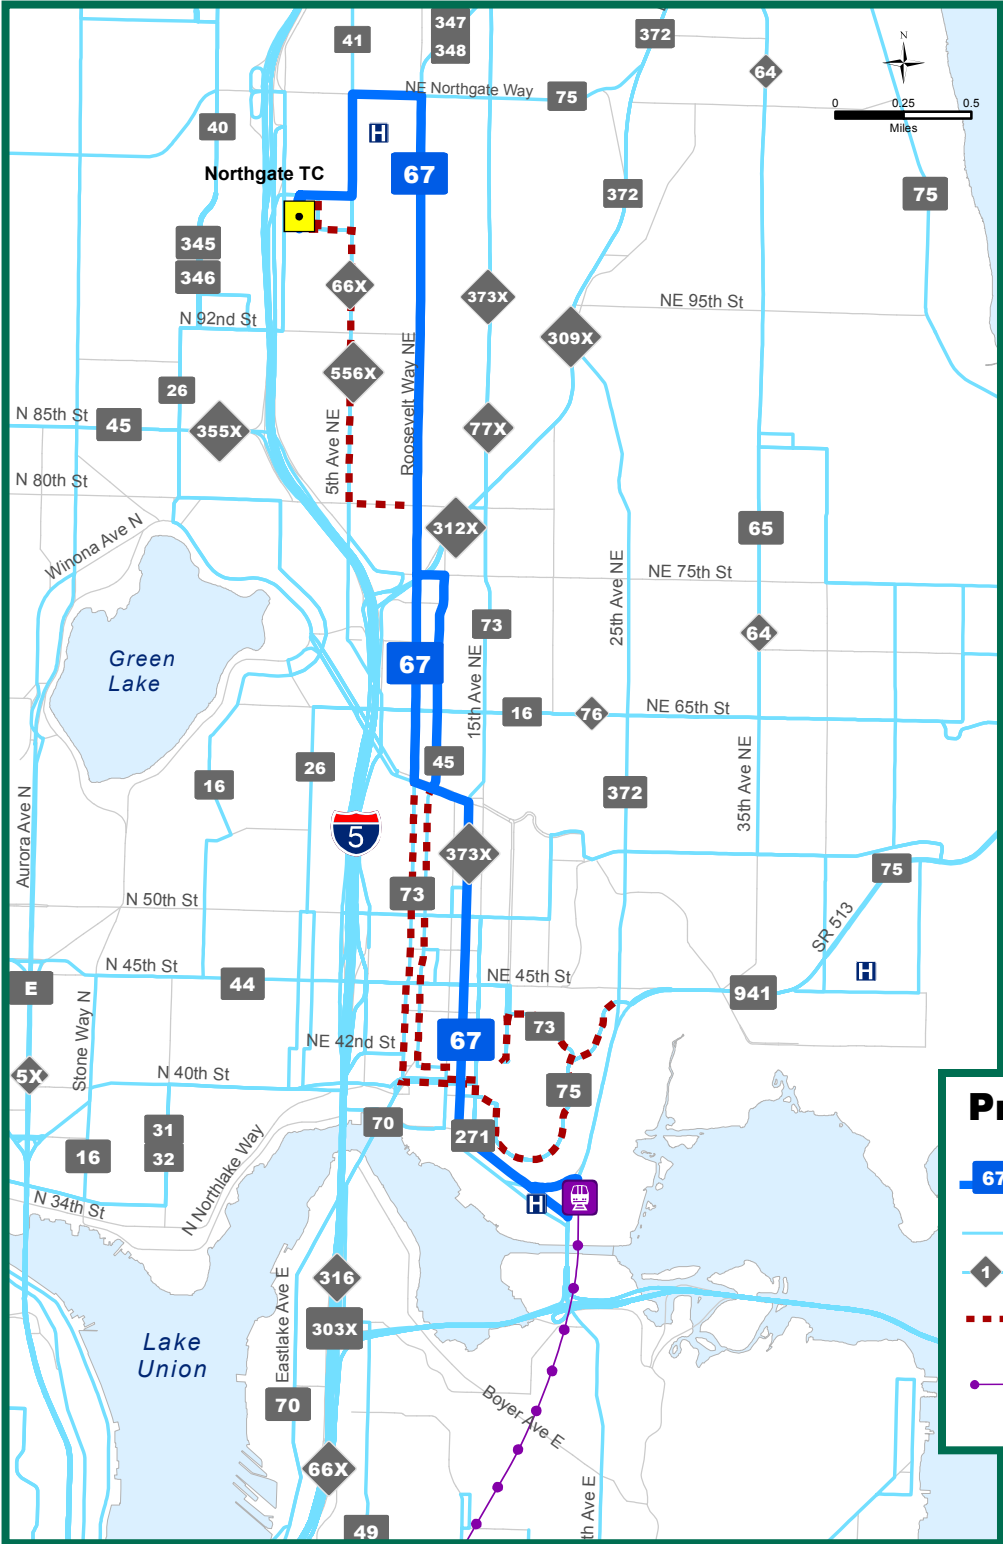 347
348
41
372
N
64
NE Northgate Way
75
0 0.25 0.5
Miles
40
H
Northgate TC
67
372
75
345
346
66X
373X
NE 95th St
N 92nd St
309X
Roosevelt Way NE
556X
26
N 85th St
45
355X
77X
5th Ave NE
N 80th St
312X
65
Winona Ave N
25th Ave NE
NE 75th St
73
64
Green
Lake
67
15th Ave NE
16
76
NE 65th St
35th Ave NE
45
26
16
372
Aurora Ave N
5
373X
75
73
N 50th St
SR 513
N 45th St
NE 45th St
H
E
44
941
Stone Way N
73
NE 42nd St
67
5X
N 40th St
75
Pr
70
31
32
271
16
N Northlake Way
67
N 34th St
H
1
316
Eastlake Ave E
303X
Lake
Union
70
Boyer Ave E
66X
th Ave E
49